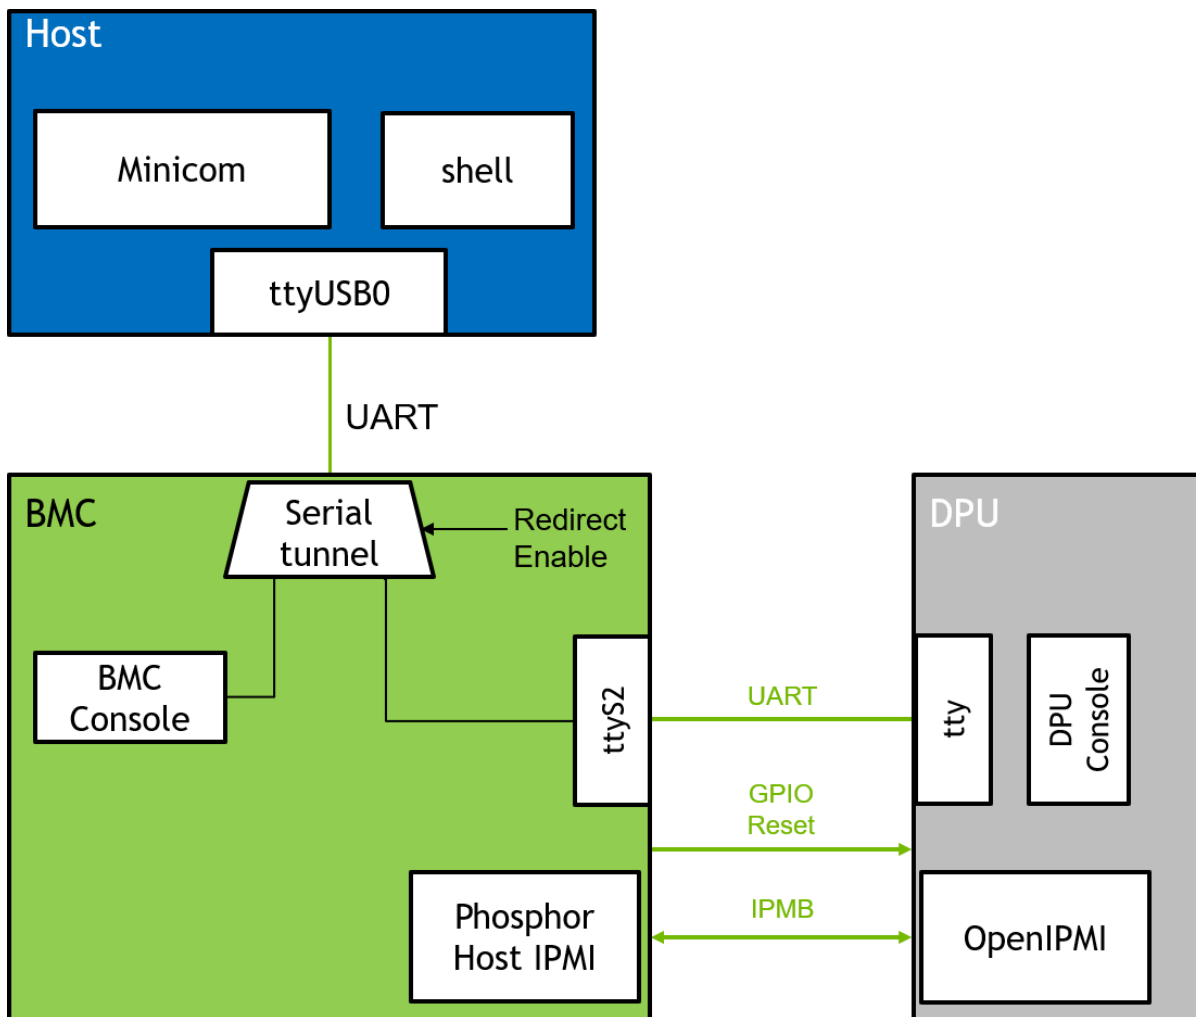 Host
Minicom
shell
ttyUSB0
UART
BMC
Serial
tunnel
Redirect
Enable
DPU
BMC
Console
ttyS2
UART
tty
DPU
Console
GPIO
Reset
Phosphor
Host IPMI
IPMB
OpenIPMI